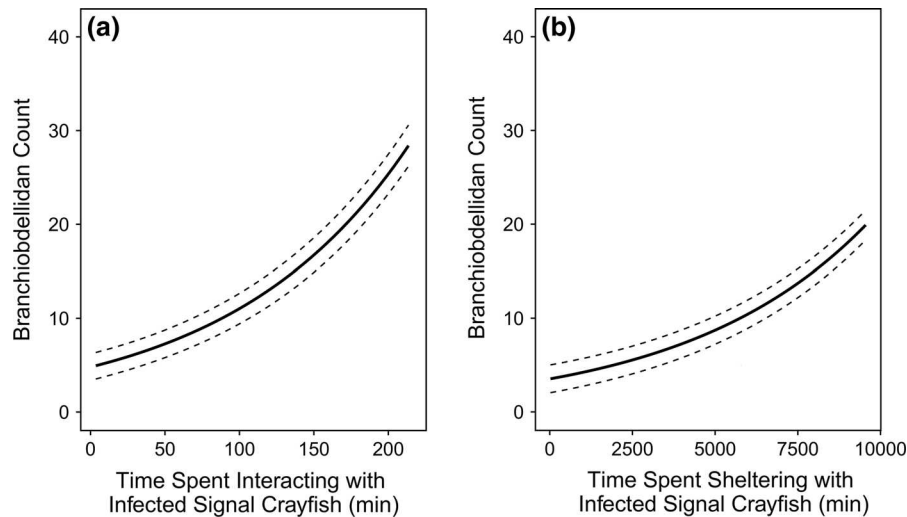 (a)
40
30
20
10
0
Branchiobdellidan Count
0 50 100 150 200
Time Spent Interacting with
Infected Signal Crayfish (min)
(b)
40
30
20
10
0
Branchiobdellidan Count
0 2500 5000 7500 10000
Time Spent Sheltering with
Infected Signal Crayfish (min)